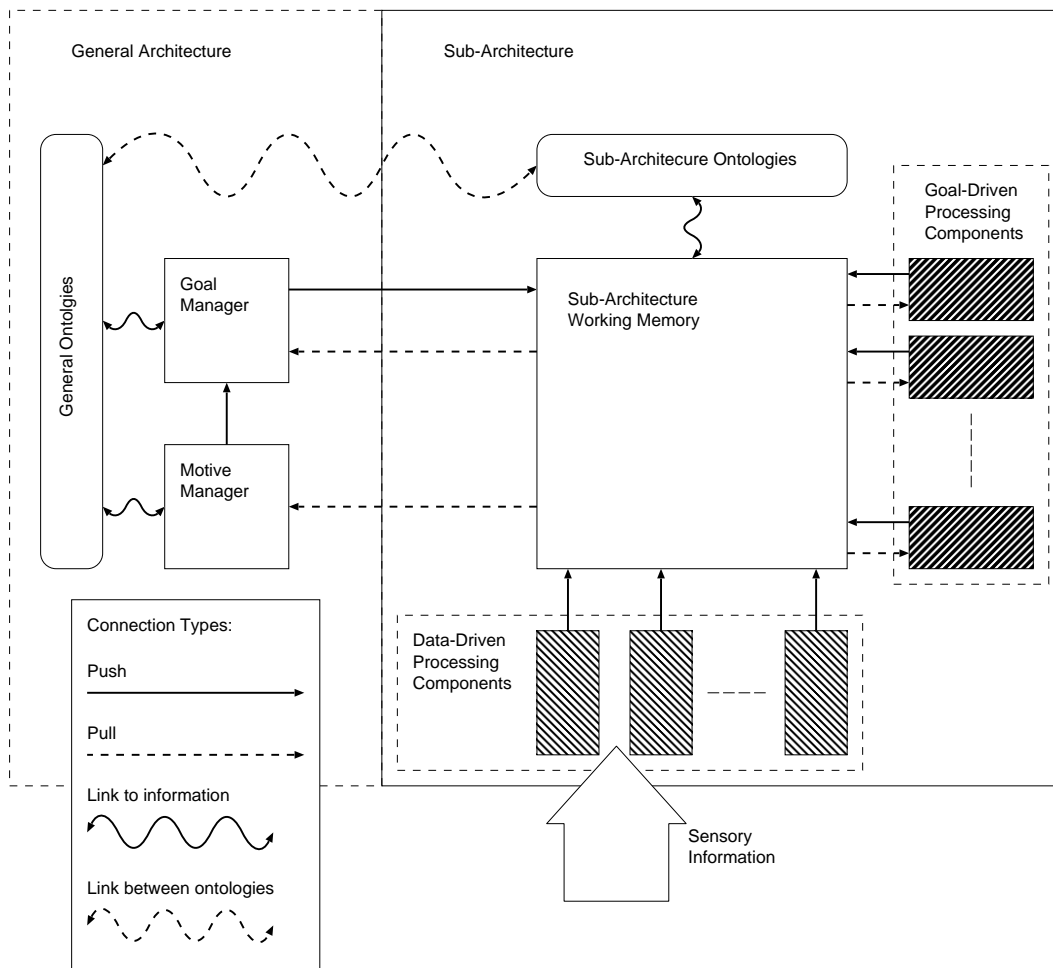 General Architecture
Sub-Architecture
Sub-Architecure Ontologies
Goal-Driven
Processing
Components
General Ontolgies
Goal
Manager
Sub-Architecture
Working Memory
Motive
Manager
Data-Driven
Processing
Components
Connection Types:
Push
Pull
Link to information
Link between ontologies
Sensory
Information